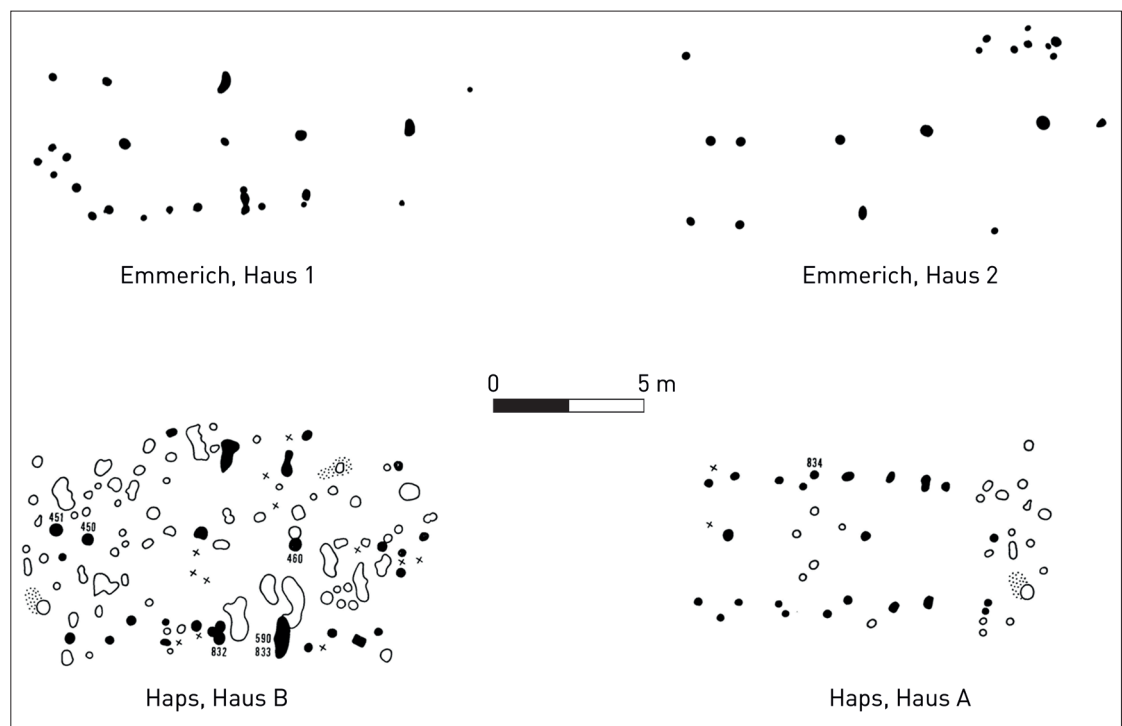 Emmerich, Haus 1
Emmerich, Haus 2
0 5 m
451
450
460
832
590
833
834
Haps, Haus B
Haps, Haus A